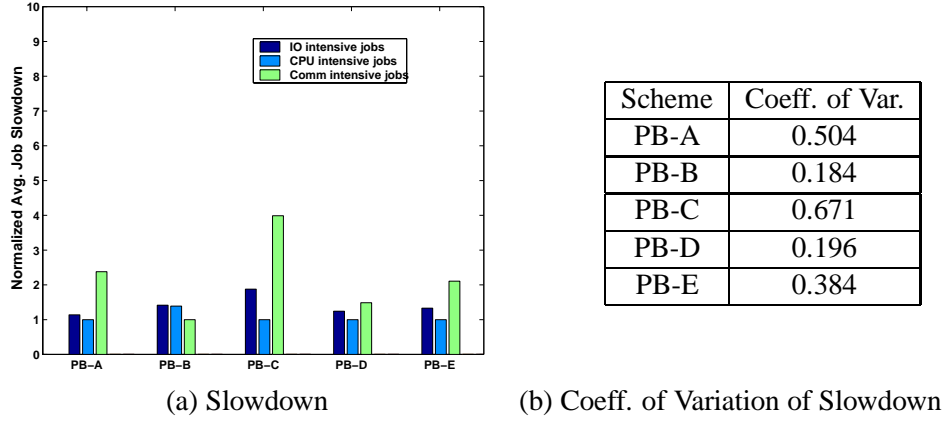 10
9
8
7
6
5
4
3
2
1
0
Normalized Avg. Job Slowdown
IO intensive jobs
CPU intensive jobs
Comm intensive jobs
PB–A PB–B PB–C PB–D PB–E
(a) Slowdown
Scheme Coeff. of Var.
PB-A 0.504
PB-B 0.184
PB-C 0.671
PB-D 0.196
PB-E 0.384
(b) Coeff. of Variation of Slowdown